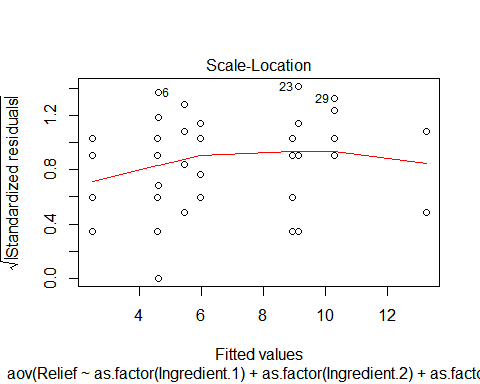 Scale-Location
√|Standardized residuals|
0.0 0.4 0.8 1.2
6
23
29
4 6 8 10 12
Fitted values
aov(Relief ~ as.factor(Ingredient.1) + as.factor(Ingredient.2) + as.facto